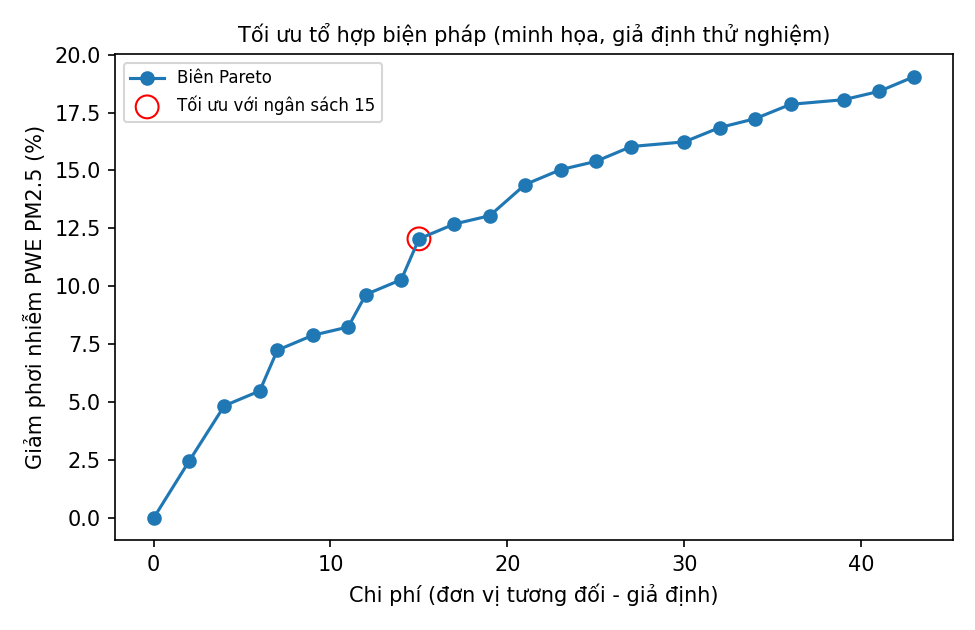 Tối ưu tổ hợp biện pháp (minh họa, giả định thử nghiệm)
Biên Pareto
Tối ưu với ngân sách 15
Giảm phơi nhiễm PWE PM2.5 (%)
20.0
17.5
15.0
12.5
10.0
7.5
5.0
2.5
0.0
0 10 20 30 40
Chi phí (đơn vị tương đối - giả định)